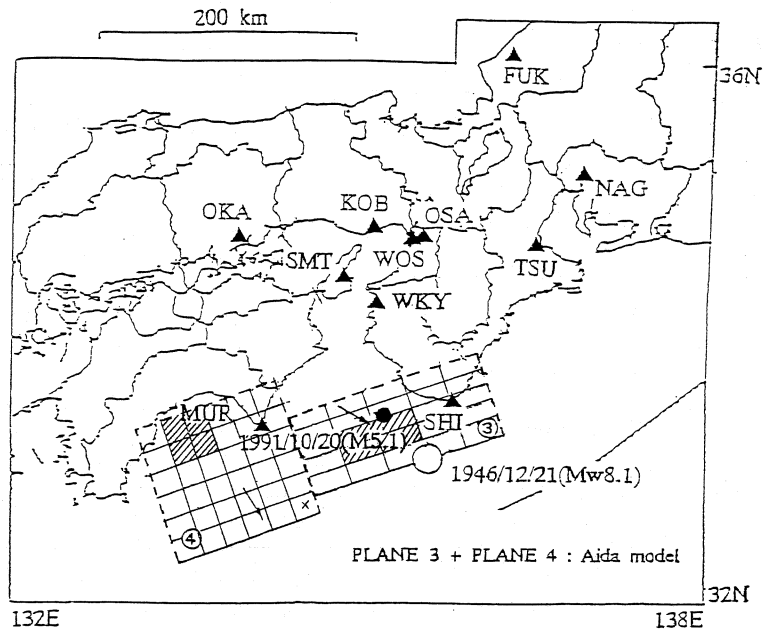 200 km
FUK
36N
NAG
OKA
KOB
OSA
SMT
WOS
TSU
WKY
MUR
SHI
③
1991/10/20(M5.1)
1946/12/21(Mw8.1)
×
④
PLANE 3 + PLANE 4 : Aida model
32N
132E
138E